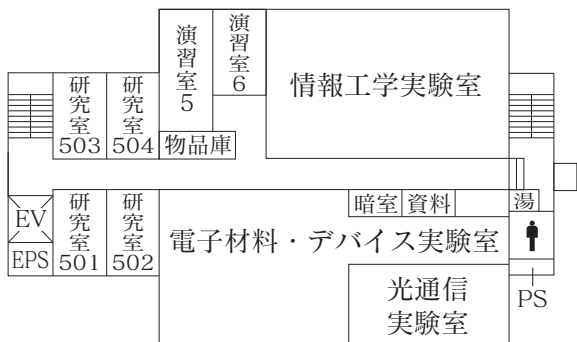 研究室503
研究室504
演習室5
演習室6
情報工学実験室
物品庫
EV
EPS
研究室501
研究室502
暗室
資料
湯
電子材料・デバイス実験室
光通信
実験室
PS